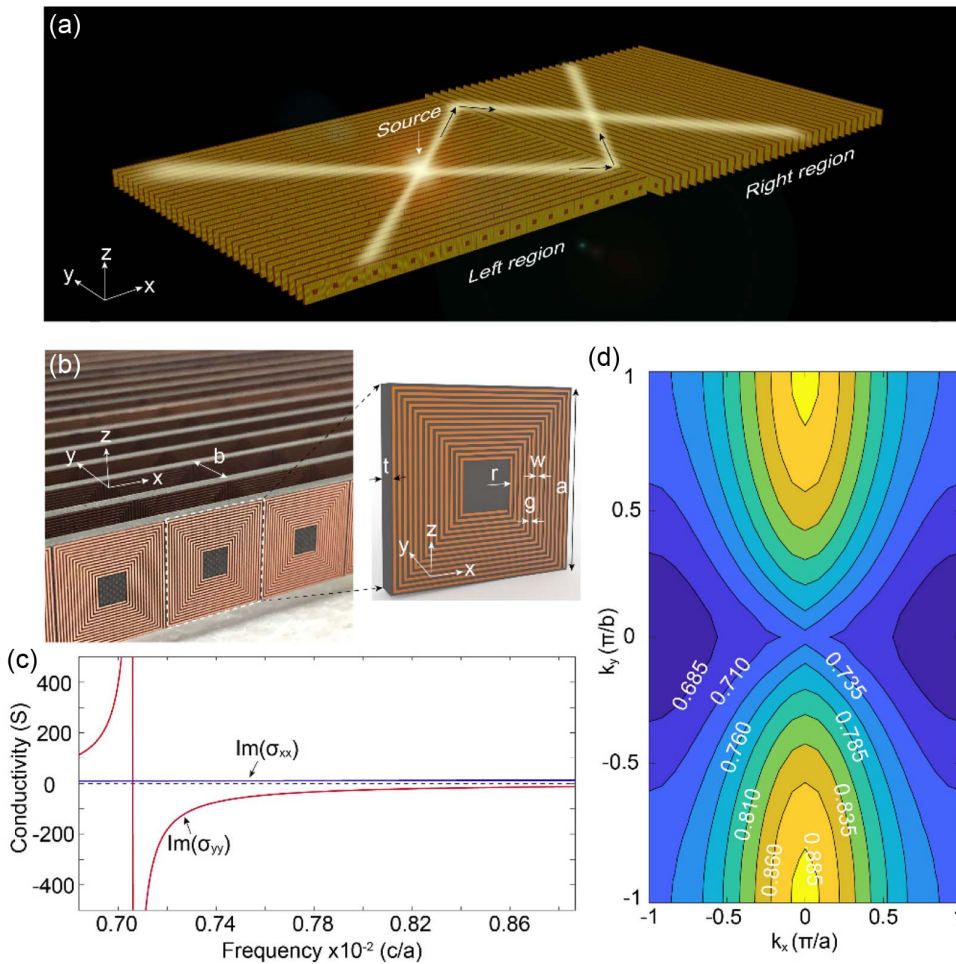 (a)
Source
Right region
Left region
z
y
x
(b)
z
y
x
b
t
r
w
a
g
z
y
x
(c)
Conductivity (S)
400
200
0
-200
-400
Im(σxx)
Im(σyy)
0.70
0.74
0.78
0.82
0.86
Frequency x10-2 (c/a)
(d)
ky (π/b)
1
0.5
0
-0.5
-1
0.685
0.710
0.735
0.760
0.785
0.810
0.835
0.860
0.885
-1
-0.5
0
0.5
1
kx (π/a)